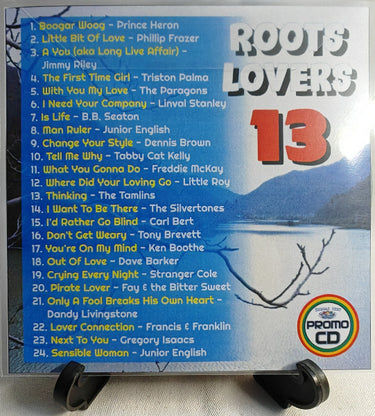 ROOTS
LOVERS
13
1. Boogar Woog - Prince Heron
2. Little Bit Of Love - Phillip Frazer
3. A You (aka Long Live Affair) -
Jimmy Riley
4. The First Time Girl - Triston Palma
5. With You My Love - The Paragons
6. I Need Your Company - Linval Stanley
7. Is Life - B.B. Seaton
8. Man Ruler - Junior English
9. Change Your Style - Dennis Brown
10. Tell Me Why - Tabby Cat Kelly
11. What You Gonna Do - Freddie McKay
12. Where Did Your Loving Go - Little Roy
13. Thinking - The Tamlins
14. I Want To Be There - The Silvertones
15. I'd Rather Go Blind - Carl Bert
16. Don't Get Weary - Tony Brevett
17. You're On My Mind - Ken Boothe
18. Out Of Love - Dave Barker
19. Crying Every Night - Stranger Cole
20. Pirate Lover - Fay & the Bitter Sweet
21. Only A Fool Breaks His Own Heart -
Dandy Livingstone
22. Lover Connection - Francis & Franklin
23. Next To You - Gregory Isaacs
24. Sensible Woman - Junior English
PROMO
CD